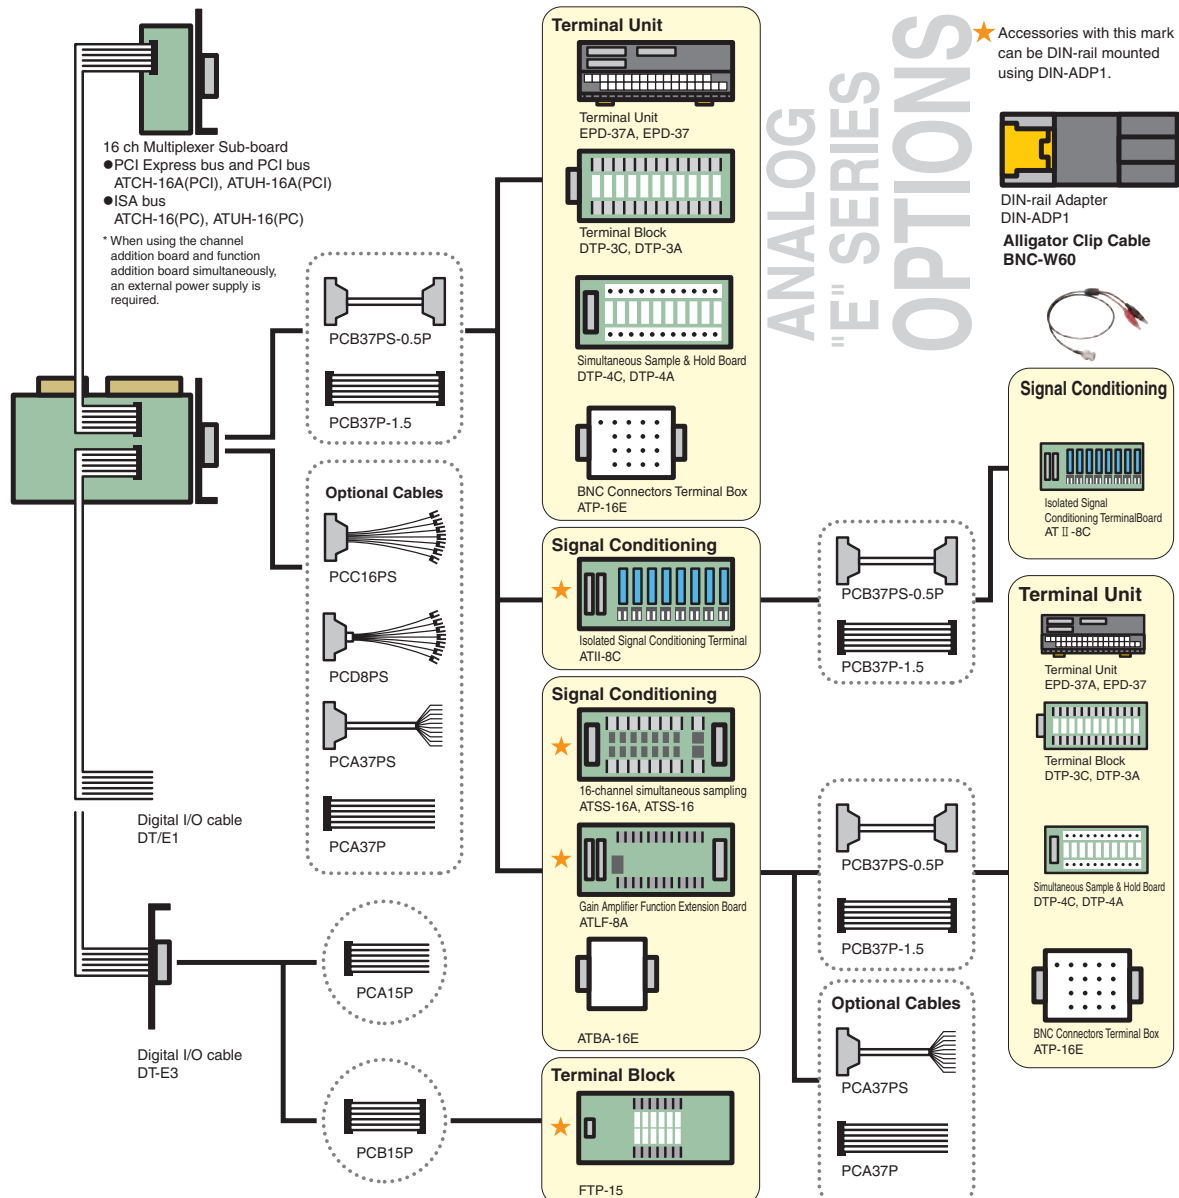 16 ch Multiplexer Sub-board
●PCI Express bus and PCI bus
ATCH-16A(PCI), ATUH-16A(PCI)
●ISA bus
ATCH-16(PC), ATUH-16(PC)
* When using the channel
addition board and function
addition board simultaneously,
an external power supply is
required.
Digital I/O cable
DT/E1
Digital I/O cable
DT-E3
PCB37PS-0.5P
PCB37P-1.5
Optional Cables
PCC16PS
PCD8PS
PCA37PS
PCA37P
PCA15P
PCB15P
Terminal Unit
Terminal Unit
EPD-37A, EPD-37
Terminal Block
DTP-3C, DTP-3A
Simultaneous Sample & Hold Board
DTP-4C, DTP-4A
BNC Connectors Terminal Box
ATP-16E
Signal Conditioning
Isolated Signal Conditioning Terminal
ATII-8C
Signal Conditioning
16-channel simultaneous sampling
ATSS-16A, ATSS-16
Gain Amplifier Function Extension Board
ATLF-8A
ATBA-16E
Terminal Block
FTP-15
ANALOG
"E" SERIES
OPTIONS
★ Accessories with this mark
can be DIN-rail mounted
using DIN-ADP1.
DIN-rail Adapter
DIN-ADP1
Alligator Clip Cable
BNC-W60
PCB37PS-0.5P
PCB37P-1.5
PCB37PS-0.5P
PCB37P-1.5
Optional Cables
PCA37PS
PCA37P
Signal Conditioning
Isolated Signal
Conditioning TerminalBoard
AT II -8C
Terminal Unit
Terminal Unit
EPD-37A, EPD-37
Terminal Block
DTP-3C, DTP-3A
Simultaneous Sample & Hold Board
DTP-4C, DTP-4A
BNC Connectors Terminal Box
ATP-16E